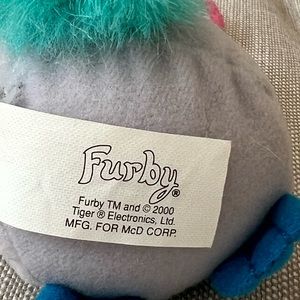 Furby®
Furby TM and © 2000
Tiger ® Electronics, Ltd.
MFG. FOR McD CORP.